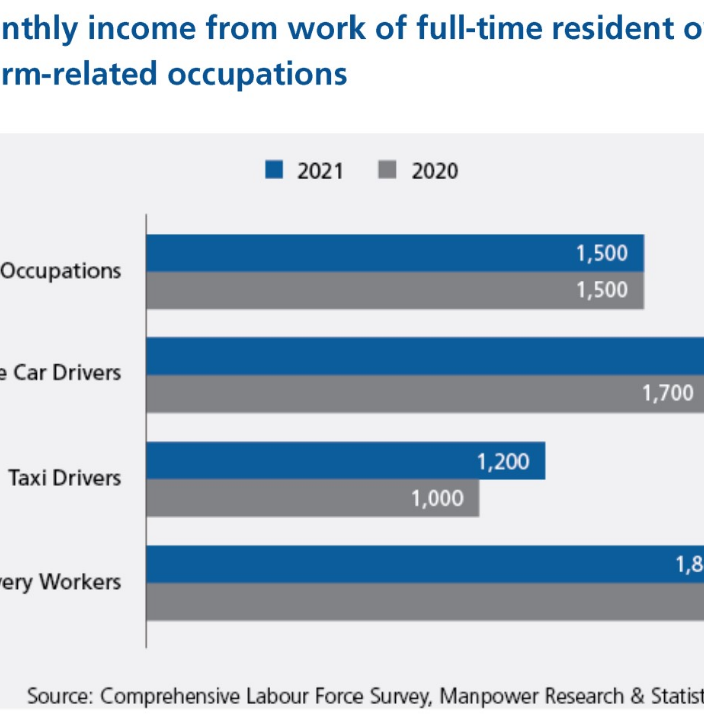 nthly income from work of full-time resident o
rm-related occupations
2021 2020
Occupations
1,500
1,500
e Car Drivers
1,700
Taxi Drivers
1,200
1,000
ery Workers
1,8
Source: Comprehensive Labour Force Survey, Manpower Research & Statist